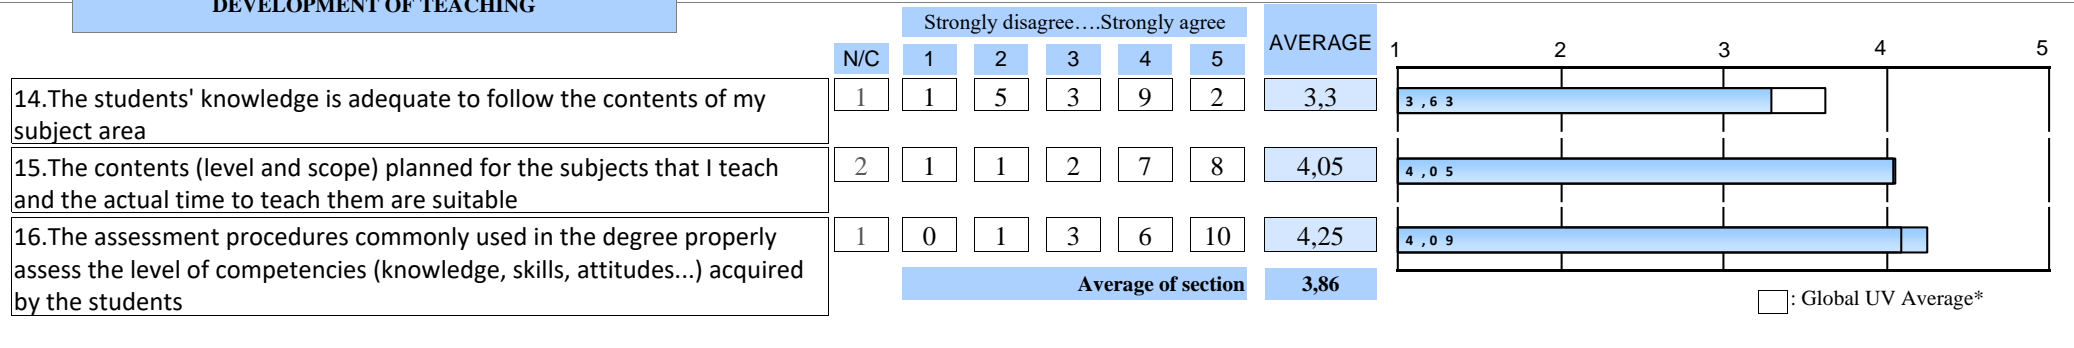 DEVELOPMENT OF TEACHING
Strongly disagree….Strongly agree
AVERAGE
N/C 1 2 3 4 5
1 2 3 4 5
14.The students' knowledge is adequate to follow the contents of my
subject area
1 1 5 3 9 2 3,3
3,63
15.The contents (level and scope) planned for the subjects that I teach
and the actual time to teach them are suitable
2 1 1 2 7 8 4,05
4,05
16.The assessment procedures commonly used in the degree properly
assess the level of competencies (knowledge, skills, attitudes...) acquired
by the students
1 0 1 3 6 10 4,25
4,09
Average of section 3,86
: Global UV Average*